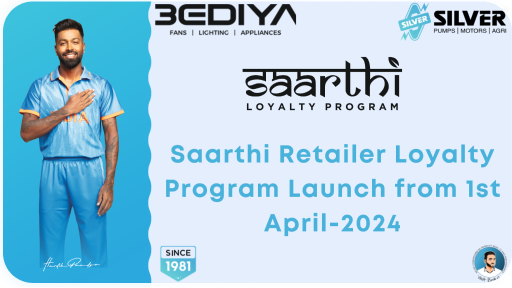 BEDIYA
FANS | LIGHTING | APPLIANCES
SILVER
SILVER
PUMPS | MOTORS | AGRI
saarthi
LOYALTY PROGRAM
Saarthi Retailer Loyalty
Program Launch from 1st
April-2024
SINCE
1981